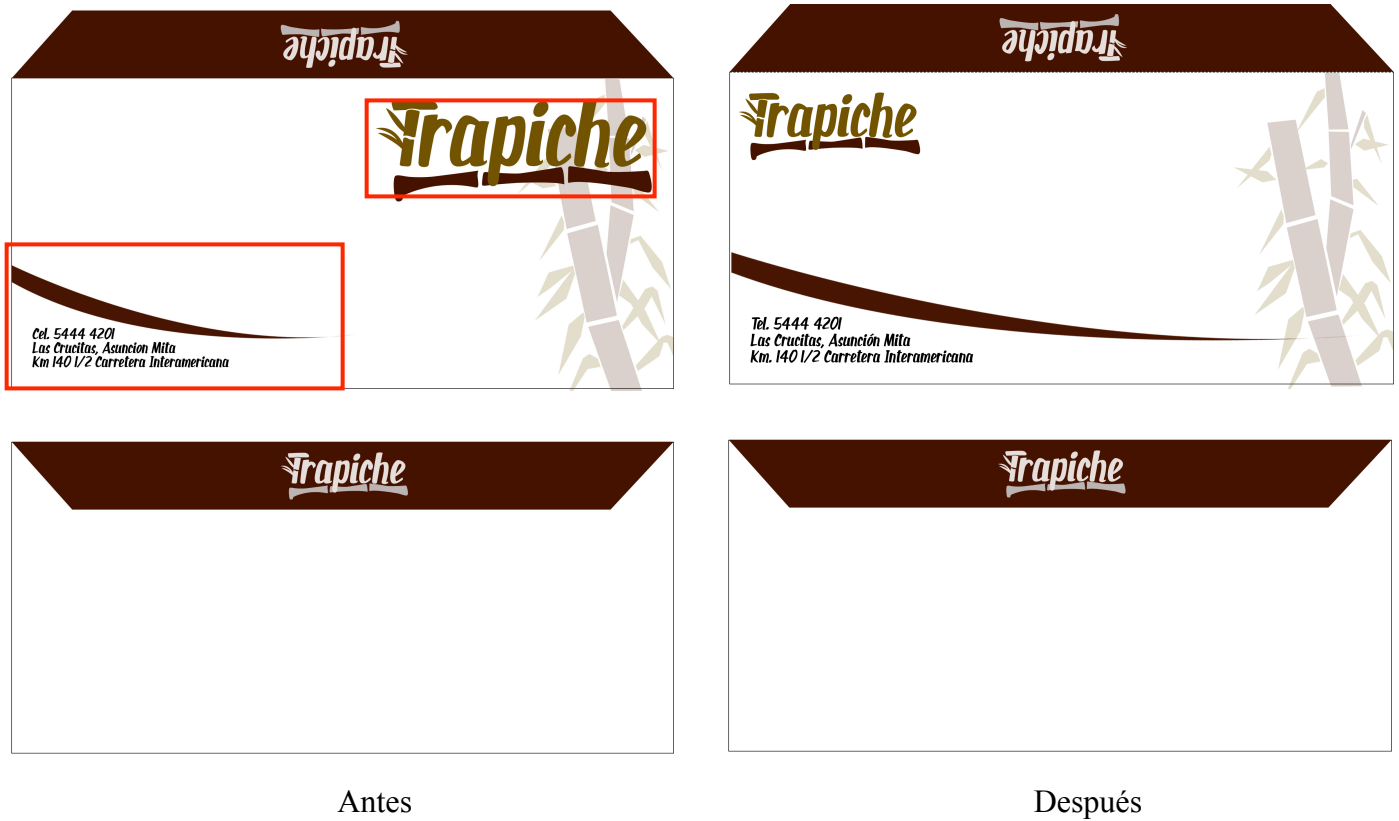 Trapiche
Trapiche
Cel. 5444 4201
Las Crucitas, Asuncion Mita
Km 140 1/2 Carretera Interamericana
Trapiche
Trapiche
Tel. 5444 4201
Las Crucitas, Asunción Mita
Km. 140 1/2 Carretera Interamericana
Trapiche
Trapiche
Antes
Después